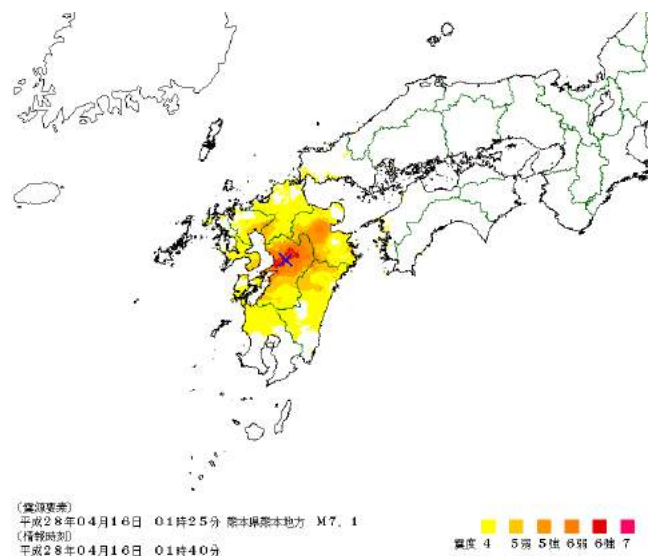 (震源要素)
平成28年04月16日 01時25分 熊本県熊本地方 M7.1
(情報時刻)
平成28年04月16日 01時40分
震度 4 5弱 5強 6弱 6強 7